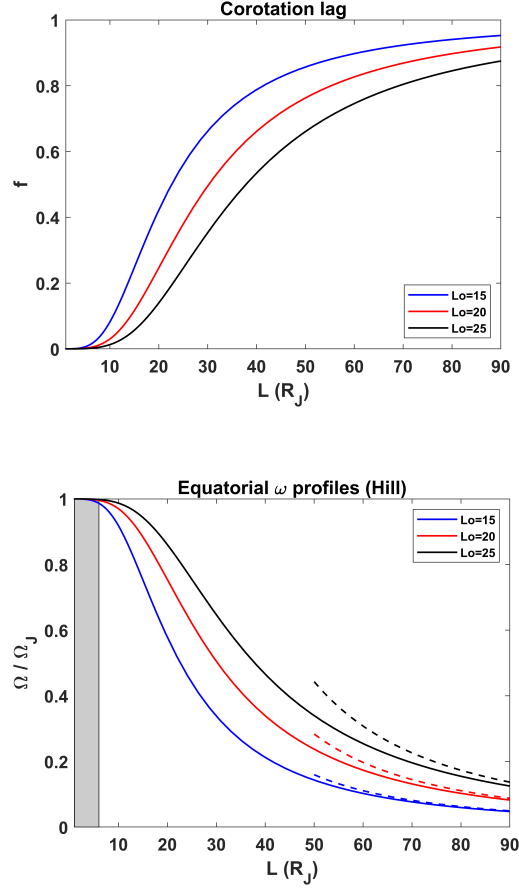 Corotation lag
1
0.8
0.6
0.4
0.2
0
f
10 20 30 40 50 60 70 80 90
L (R_J)
Lo=15
Lo=20
Lo=25
Equatorial ω profiles (Hill)
1
0.8
0.6
0.4
0.2
0
Ω / Ω_J
10 20 30 40 50 60 70 80 90
L (R_J)
Lo=15
Lo=20
Lo=25